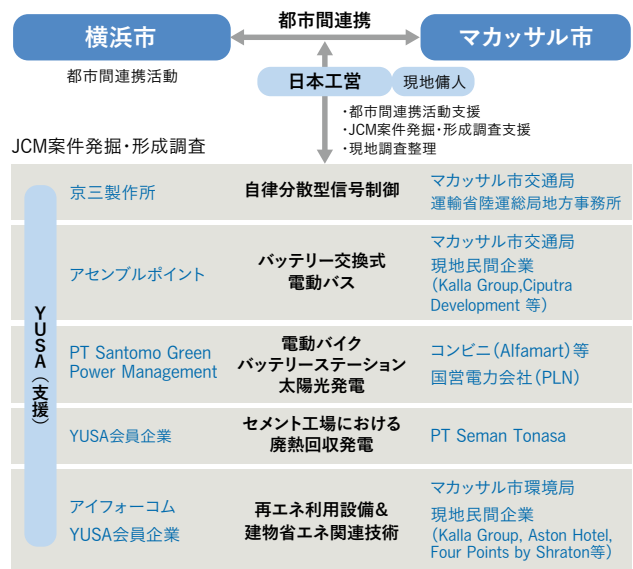 都市間連携
横浜市
マカッサル市
都市間連携活動
日本工営
現地傭人
・都市間連携活動支援
・JCM案件発掘・形成調査支援
・現地調査整理
JCM案件発掘・形成調査
YUSA（支援）
京三製作所
自律分散型信号制御
マカッサル市交通局
運輸省陸運総局地方事務所
アセンブルポイント
バッテリー交換式
電動バス
マカッサル市交通局
現地民間企業
(Kalla Group,Ciputra
Development 等)
PT Santomo Green
Power Management
電動バイク
バッテリーステーション
太陽光発電
コンビニ（Alfamart）等
国営電力会社（PLN）
YUSA会員企業
セメント工場における
廃熱回収発電
PT Seman Tonasa
アイフォーコム
YUSA会員企業
再エネ利用設備&
建物省エネ関連技術
マカッサル市環境局
現地民間企業
(Kalla Group, Aston Hotel,
Four Points by Shraton等)